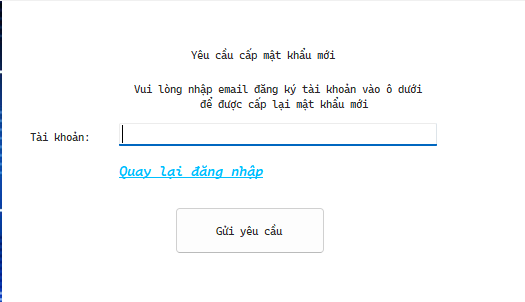 Yêu cầu cấp mật khẩu mới
Vui lòng nhập email đăng ký tài khoản vào ô dưới
để được cấp lại mật khẩu mới
Tài khoản:
Quay lại đăng nhập
Gửi yêu cầu